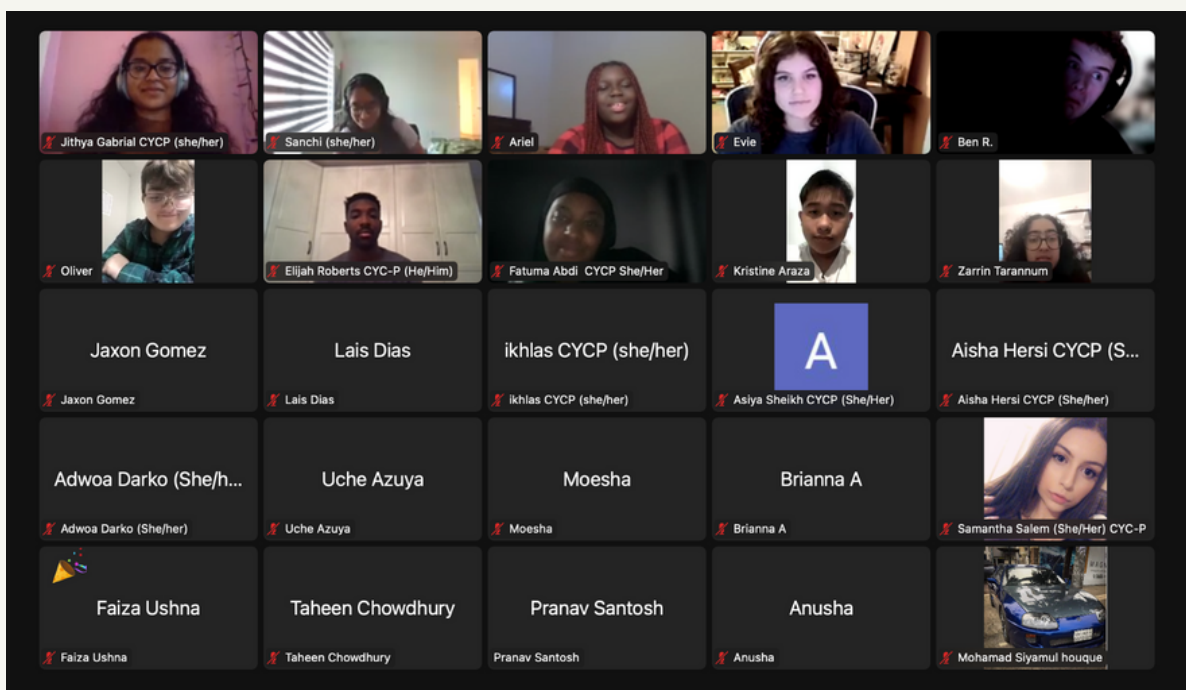 Jithya Gabrial CYCP (she/her)
Sanchi (she/her)
Ariel
Evie
Ben R.
Oliver
Elijah Roberts CYC-P (He/Him)
Fatuma Abdi CYCP She/Her
Kristine Araza
Zarrin Tarannum
Jaxon Gomez
Lais Dias
ikhlas CYCP (she/her)
A
Aisha Hersi CYCP (S...
Jaxon Gomez
Lais Dias
ikhlas CYCP (she/her)
Asiya Sheikh CYCP (She/Her)
Aisha Hersi CYCP (She/her)
Adwoa Darko (She/h...
Uche Azuya
Moesha
Brianna A
Adwoa Darko (She/her)
Uche Azuya
Moesha
Brianna A
Samantha Salem (She/Her) CYC-P
Faiza Ushna
Taheen Chowdhury
Pranav Santosh
Anusha
Faiza Ushna
Taheen Chowdhury
Pranav Santosh
Anusha
Mohamad Siyamul houque